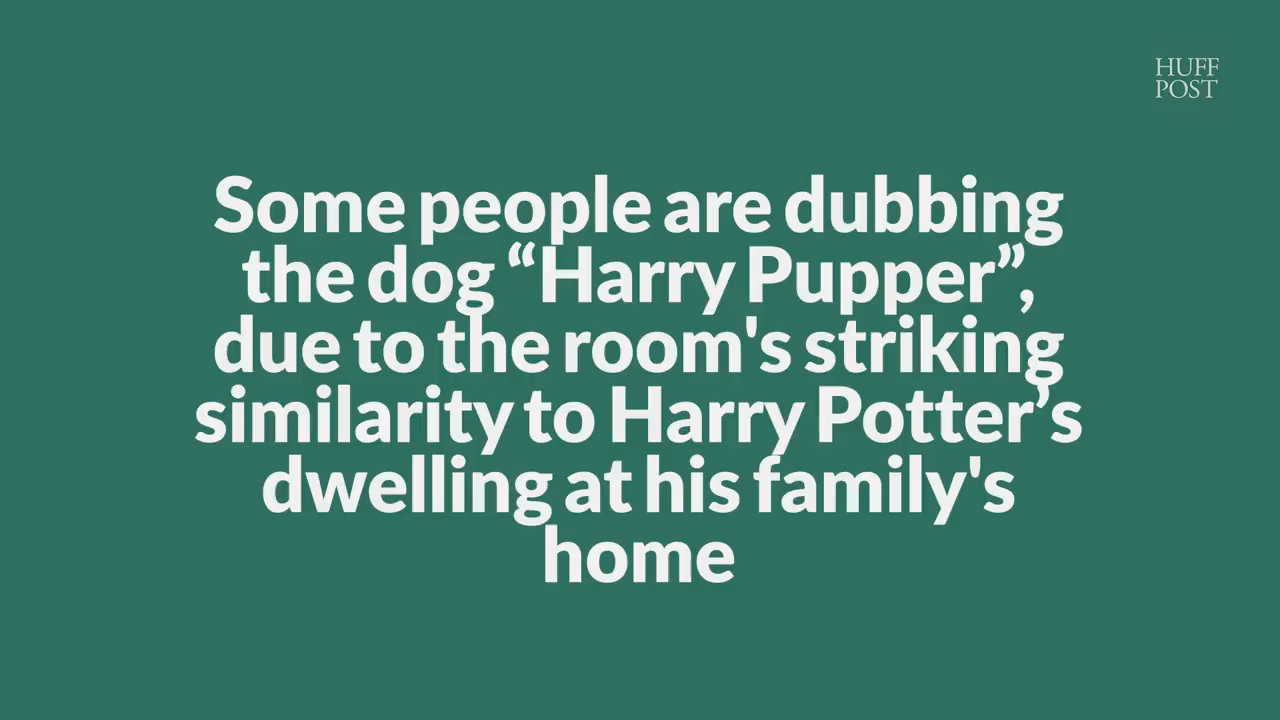 HUFF
POST
Some people are dubbing
the dog “Harry Pupper”,
due to the room's striking
similarity to Harry Potter’s
dwelling at his family's
home